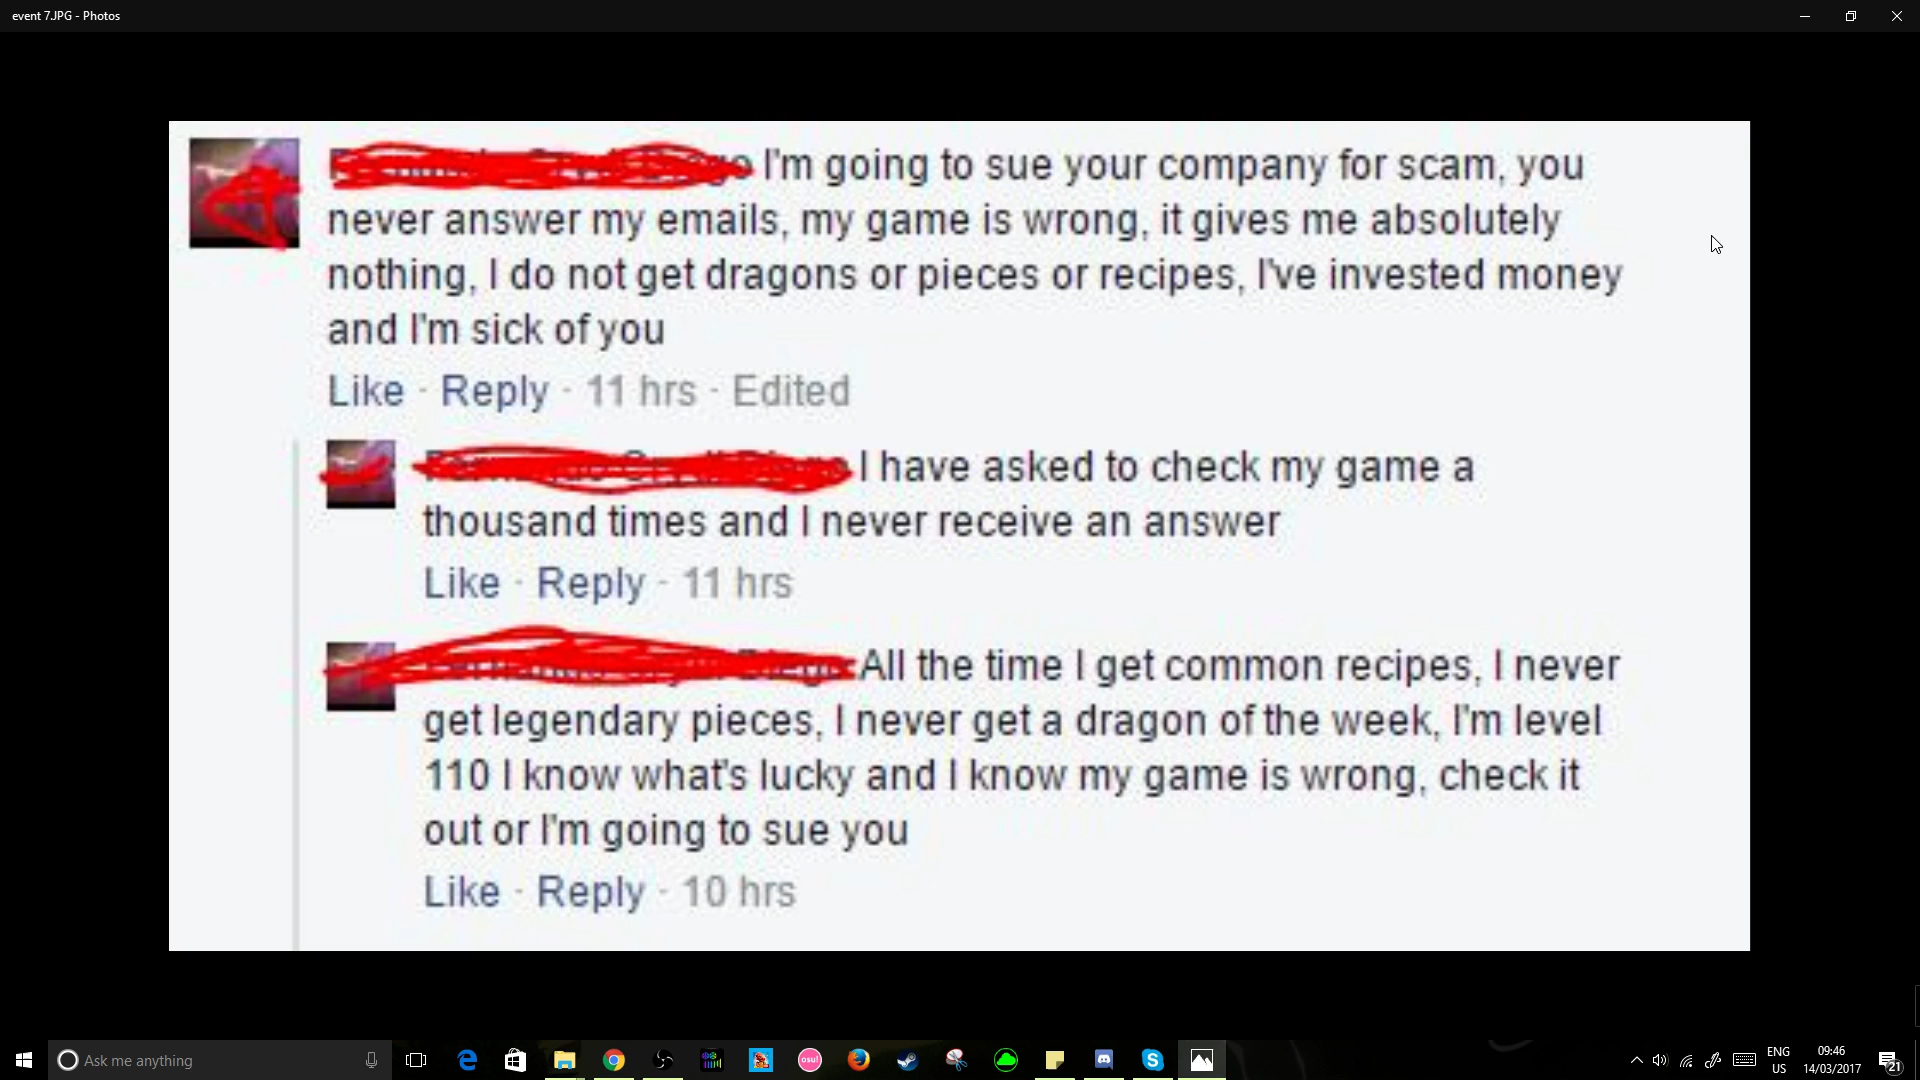 event 7.JPG - Photos
I'm going to sue your company for scam, you
never answer my emails, my game is wrong, it gives me absolutely
nothing, I do not get dragons or pieces or recipes, I've invested money
and I'm sick of you
Like · Reply · 11 hrs · Edited
I have asked to check my game a
thousand times and I never receive an answer
Like · Reply · 11 hrs
All the time I get common recipes, I never
get legendary pieces, I never get a dragon of the week, I'm level
110 I know what's lucky and I know my game is wrong, check it
out or I'm going to sue you
Like · Reply · 10 hrs
Ask me anything
osu!
ENG
US
09:46
14/03/2017
21